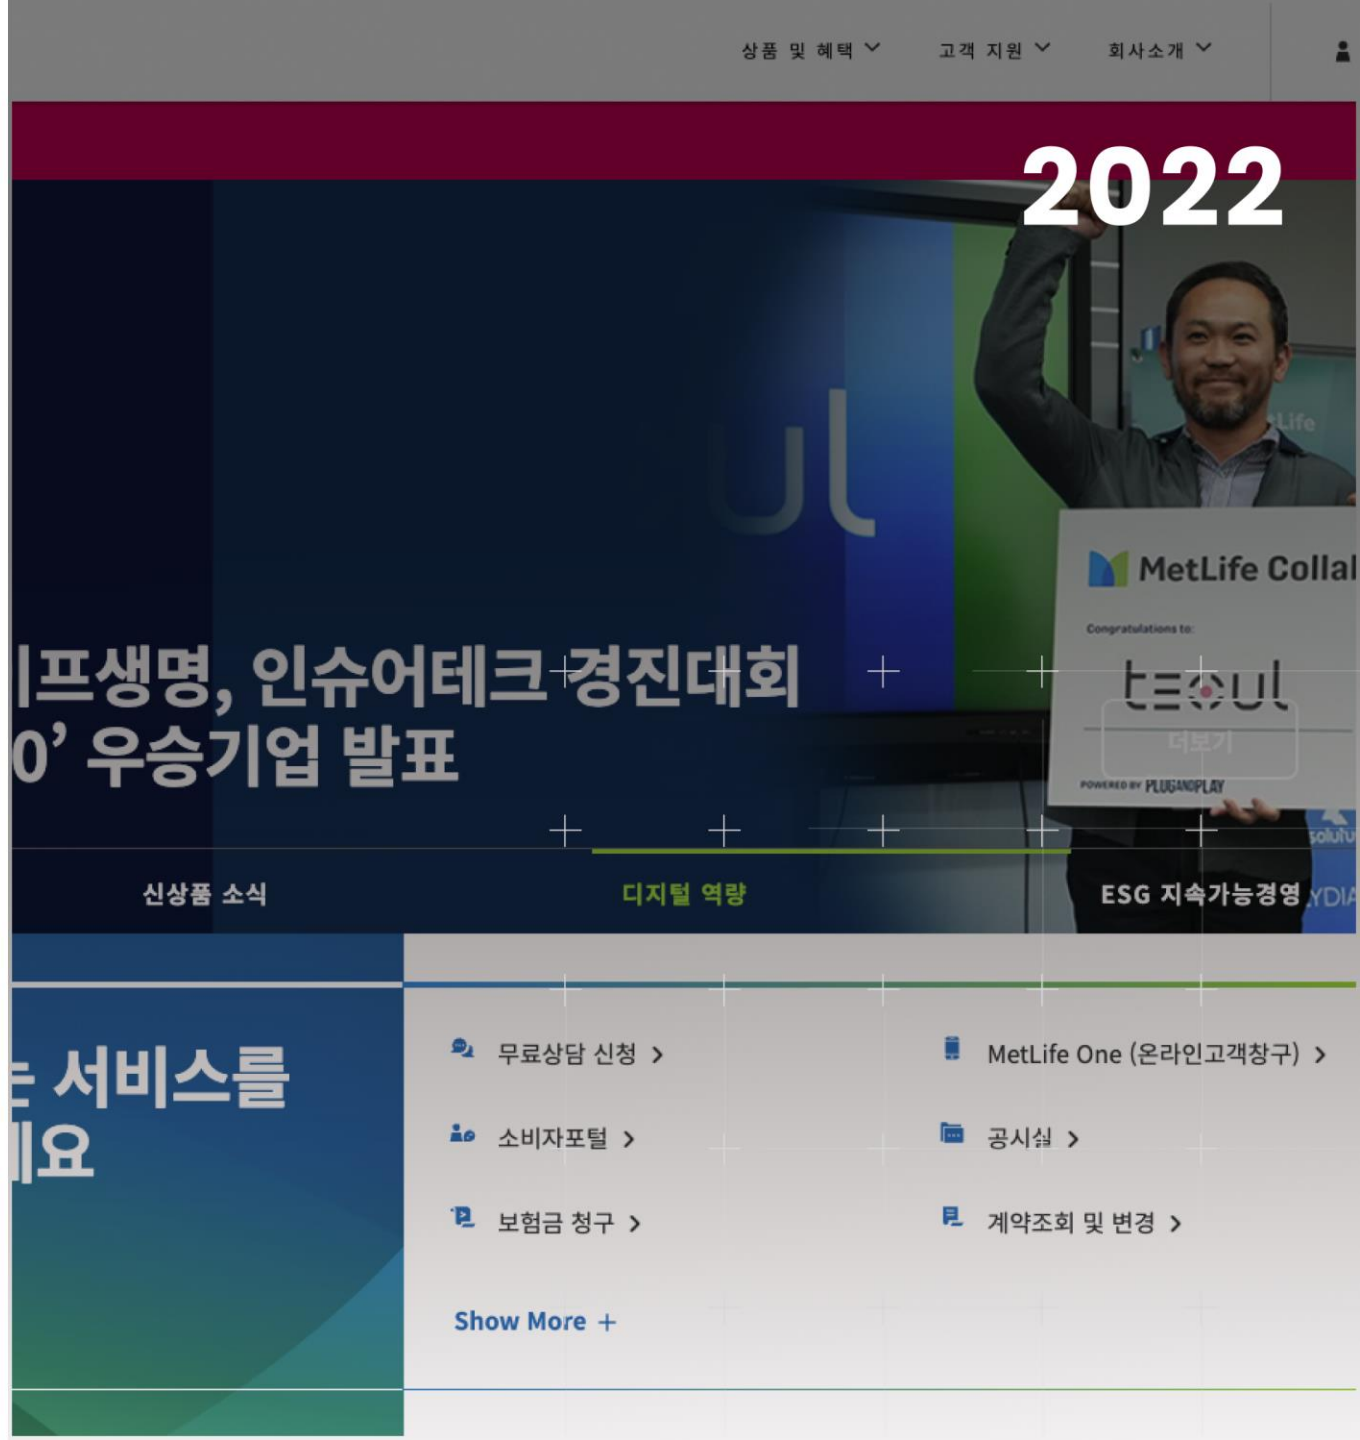 상품 및 혜택
고객 지원
회사소개
2022
ul
Life
MetLife Collab
Congratulations to:
teoul
더보기
POWERED BY PLUGANDPLAY
프생명, 인슈어테크 경진대회
0’ 우승기업 발표
신상품 소식
디지털 역량
ESG 지속가능경영
YDIA
는 서비스를
세요
무료상담 신청
MetLife One (온라인고객창구)
소비자포털
공시실
보험금 청구
계약조회 및 변경
Show More +